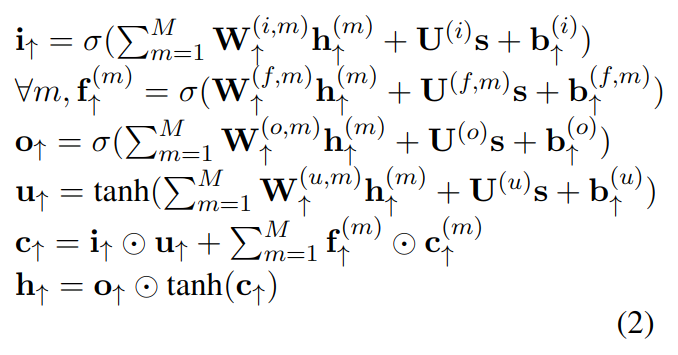 i↑ = σ(∑_{m=1}^{M} W↑^{(i,m)} h↑^{(m)} + U^{(i)} s + b↑^{(i)})
∀m, f↑^{(m)} = σ(W↑^{(f,m)} h↑^{(m)} + U^{(f,m)} s + b↑^{(f,m)})
o↑ = σ(∑_{m=1}^{M} W↑^{(o,m)} h↑^{(m)} + U^{(o)} s + b↑^{(o)})
u↑ = tanh(∑_{m=1}^{M} W↑^{(u,m)} h↑^{(m)} + U^{(u)} s + b↑^{(u)})
c↑ = i↑ ⊙ u↑ + ∑_{m=1}^{M} f↑^{(m)} ⊙ c↑^{(m)}
h↑ = o↑ ⊙ tanh(c↑)
(2)